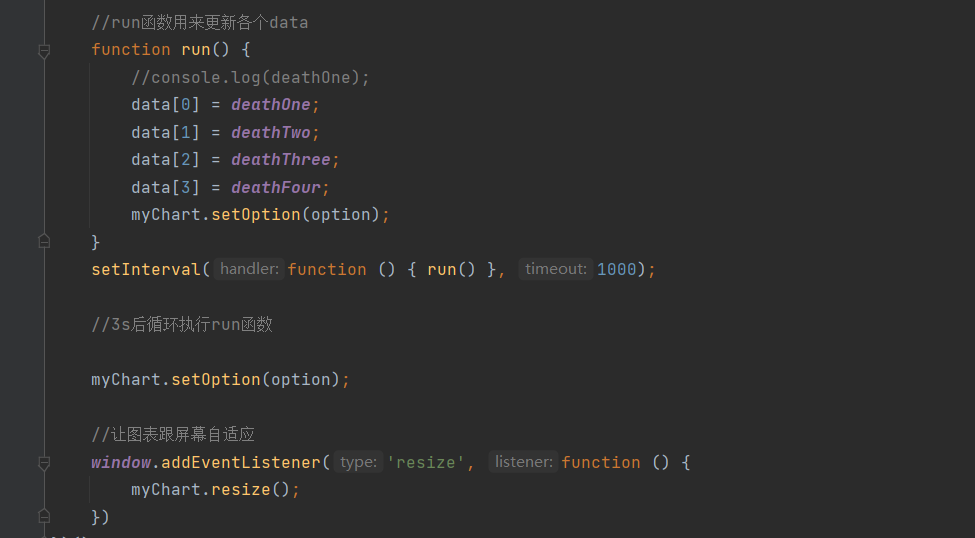 //run函数用来更新各个data
function run() {
//console.log(deathOne);
data[0] = deathOne;
data[1] = deathTwo;
data[2] = deathThree;
data[3] = deathFour;
myChart.setOption(option);
}
setInterval( handler: function () { run() }, timeout: 1000);
//3s后循环执行run函数
myChart.setOption(option);
//让图表跟屏幕自适应
window.addEventListener( type: 'resize', listener: function () {
myChart.resize();
})